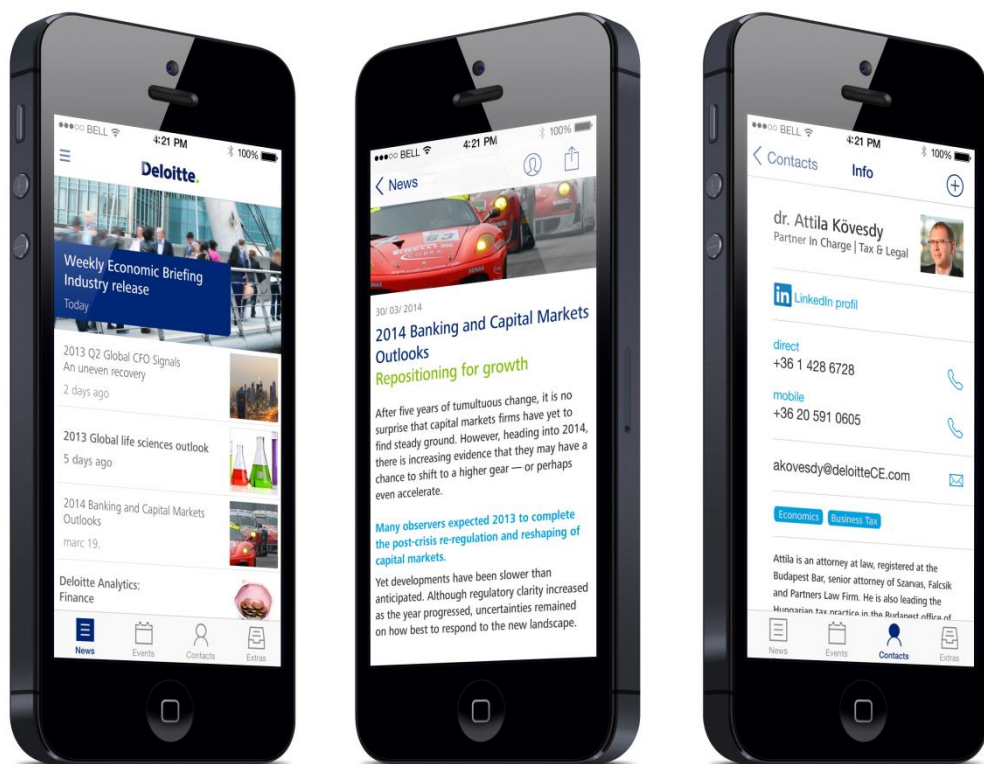 BELL
4:21 PM
100%
Deloitte.
Weekly Economic Briefing
Industry release
Today
2013 Q2 Global CFO Signals
An uneven recovery
2 days ago
2013 Global life sciences outlook
5 days ago
2014 Banking and Capital Markets
Outlooks
marc 19.
Deloitte Analytics:
Finance
News
Events
Contacts
Extras
BELL
4:21 PM
100%
News
63
PIRELLI
30/ 03/ 2014
2014 Banking and Capital Markets
Outlooks
Repositioning for growth
After five years of tumultuous change, it is no
surprise that capital markets firms have yet to
find steady ground. However, heading into 2014,
there is increasing evidence that they may have a
chance to shift to a higher gear — or perhaps
even accelerate.
Many observers expected 2013 to complete
the post-crisis re-regulation and reshaping of
capital markets.
Yet developments have been slower than
anticipated. Although regulatory clarity increased
as the year progressed, uncertainties remained
on how best to respond to the new landscape.
BELL
4:21 PM
100%
Contacts
Info
dr. Attila Kövesdy
Partner In Charge | Tax & Legal
in LinkedIn profil
direct
+36 1 428 6728
mobile
+36 20 591 0605
akovesdy@deloitteCE.com
Economics
Business Tax
Attila is an attorney at law, registered at the
Budapest Bar, senior attorney of Szarvas, Falcsik
and Partners Law Firm. He is also leading the
Hungarian tax practice in the Budapest office of
News
Events
Contacts
Extras